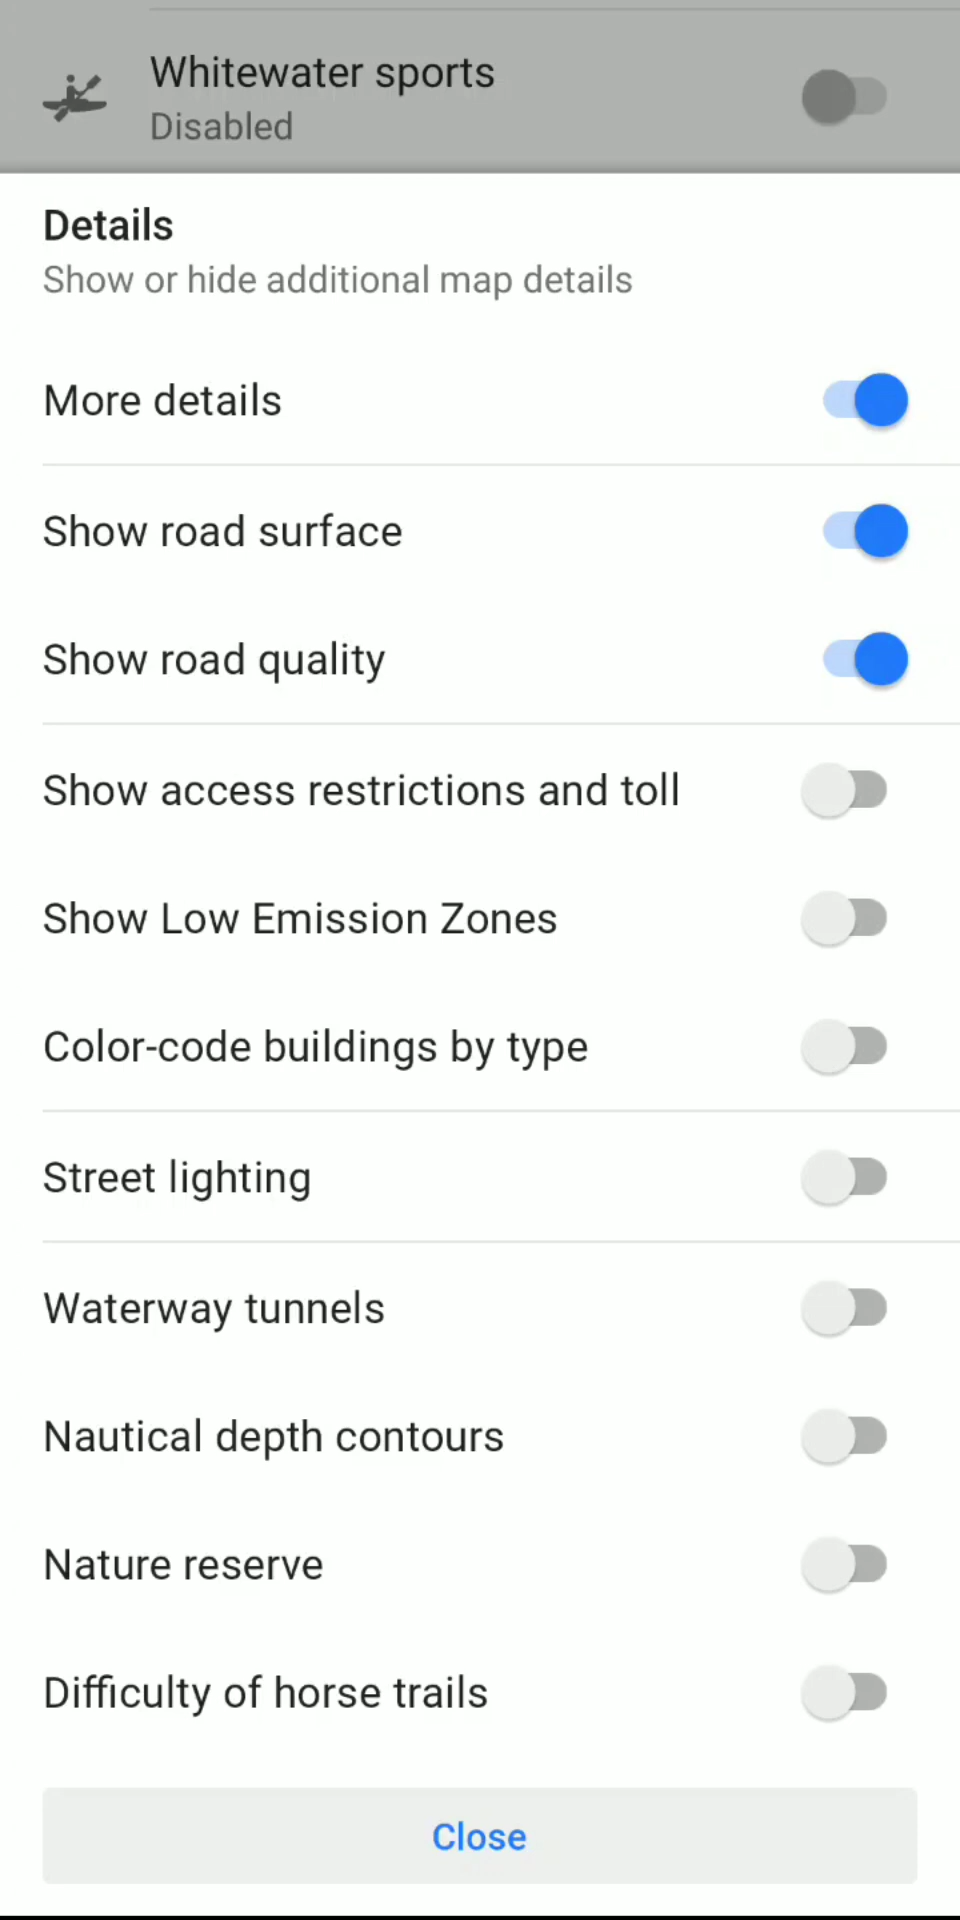 Whitewater sports
Disabled
Details
Show or hide additional map details
More details
Show road surface
Show road quality
Show access restrictions and toll
Show Low Emission Zones
Color-code buildings by type
Street lighting
Waterway tunnels
Nautical depth contours
Nature reserve
Difficulty of horse trails
Close